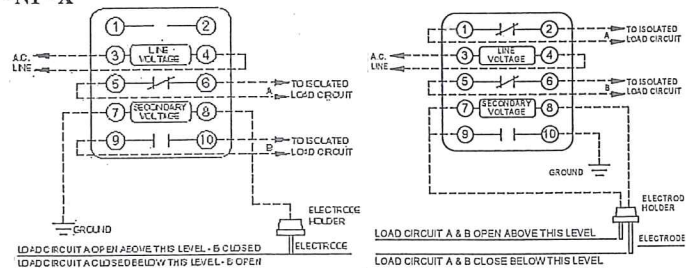 1 2
3 LINE VOLTAGE 4
A.C. LINE
5 6
TO ISOLATED
A LOAD CIRCUIT
7 SECONDARY VOLTAGE 8
9 10
TO ISOLATED
B LOAD CIRCUIT
GROUND
ELECTRODE HOLDER
ELECTRODE
LOAD CIRCUIT A OPEN ABOVE THIS LEVEL - B CLOSED
LOAD CIRCUIT A CLOSED BELOW THIS LEVEL - B OPEN
1 2
TO ISOLATED
A LOAD CIRCUIT
3 LINE VOLTAGE 4
A.C. LINE
5 6
TO ISOLATED
B LOAD CIRCUIT
7 SECONDARY VOLTAGE 8
9 10
GROUND
ELECTROD
HOLDER
ELECTRODE
LOAD CIRCUIT A & B OPEN ABOVE THIS LEVEL
LOAD CIRCUIT A & B CLOSE BELOW THIS LEVEL